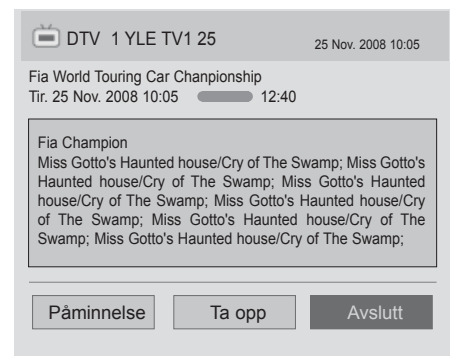 DTV 1 YLE TV1 25 25 Nov. 2008 10:05
Fia World Touring Car Chanpionship
Tir. 25 Nov. 2008 10:05 12:40
Fia Champion
Miss Gotto's Haunted house/Cry of The Swamp; Miss Gotto's
Haunted house/Cry of The Swamp; Miss Gotto's Haunted
house/Cry of The Swamp; Miss Gotto's Haunted house/Cry
of The Swamp; Miss Gotto's Haunted house/Cry of The
Swamp; Miss Gotto's Haunted house/Cry of The Swamp;
Påminnelse Ta opp Avslutt